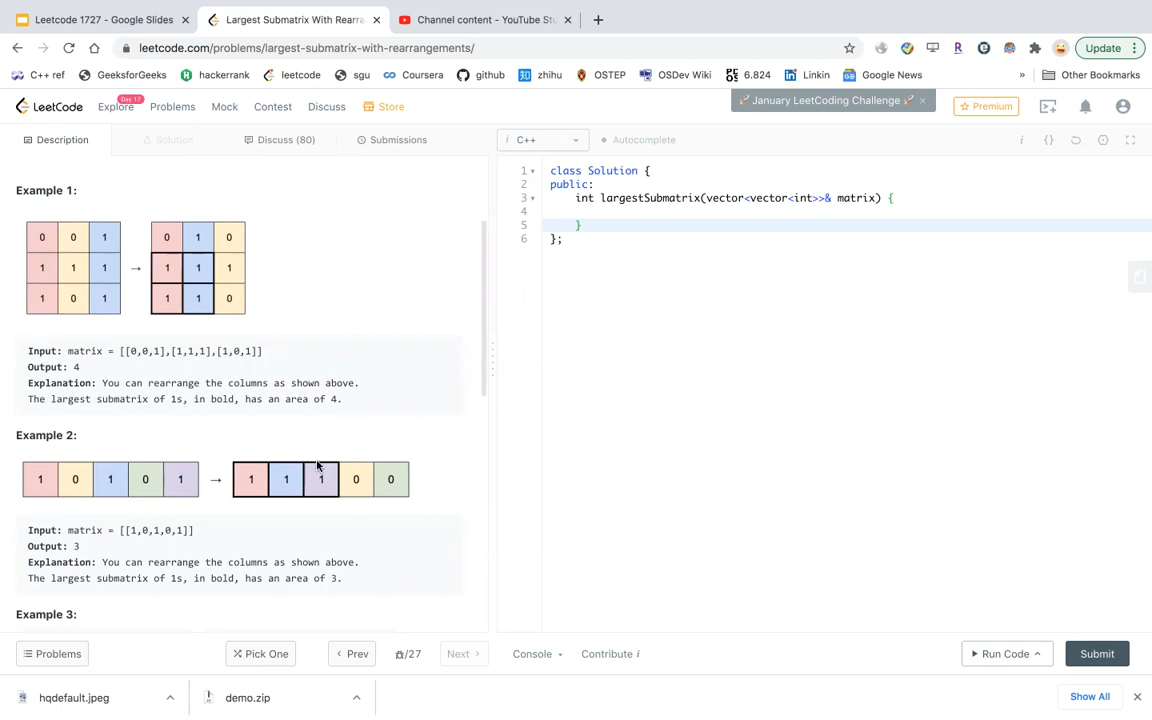 Leetcode 1727 - Google Slides
Largest Submatrix With Rearra
Channel content - YouTube Stu
leetcode.com/problems/largest-submatrix-with-rearrangements/
Update
C++ ref
GeeksforGeeks
hackerrank
leetcode
sgu
Coursera
github
zhihu
OSTEP
OSDev Wiki
6.824
Linkin
Google News
»
Other Bookmarks
LeetCode
Explore
Day 17
Problems
Mock
Contest
Discuss
Store
January LeetCoding Challenge
Premium
Description
Solution
Discuss (80)
Submissions
i C++
Autocomplete
Example 1:
0 0 1 0 1 0
1 1 1 → 1 1 1
1 0 1 1 1 0
Input: matrix = [[0,0,1],[1,1,1],[1,0,1]]
Output: 4
Explanation: You can rearrange the columns as shown above.
The largest submatrix of 1s, in bold, has an area of 4.
Example 2:
1 0 1 0 1 → 1 1 1 0 0
Input: matrix = [[1,0,1,0,1]]
Output: 3
Explanation: You can rearrange the columns as shown above.
The largest submatrix of 1s, in bold, has an area of 3.
Example 3:
1 class Solution {
2 public:
3 int largestSubmatrix(vector<vector<int>>& matrix) {
4
5 }
6 };
Problems
Pick One
Prev
/27
Next
Console
Contribute i
Run Code
Submit
hqdefault.jpeg
demo.zip
Show All